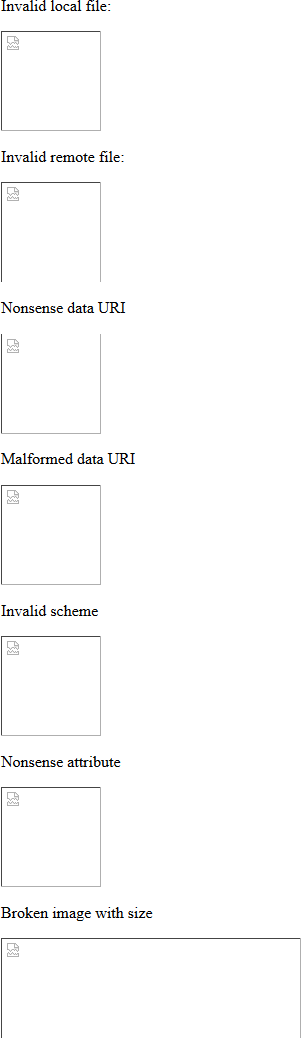 Invalid local file:
Invalid remote file:
Nonsense data URI
Malformed data URI
Invalid scheme
Nonsense attribute
Broken image with size